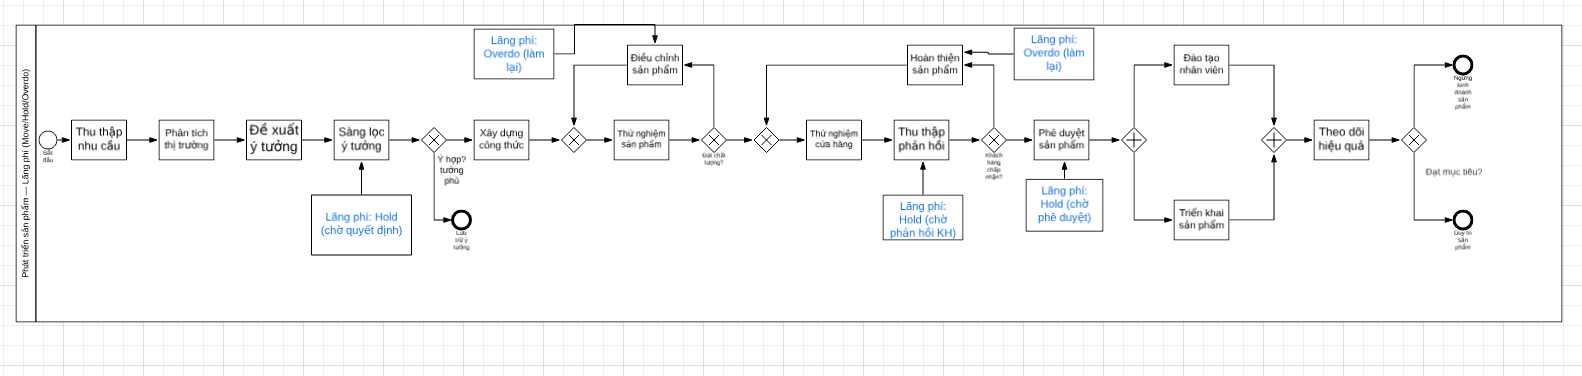 Phát triển sản phẩm — Lãng phí (Move/Hold/Overdo)
Bắt
đầu
Thu thập
nhu cầu
Phân tích
thị trường
Đề xuất
ý tưởng
Sàng lọc
ý tưởng
Lãng phí: Hold
(chờ quyết định)
Ý hợp?
tưởng
phù
Lưu
trữ ý
tưởng
Xây dựng
công thức
Lãng phí:
Overdo (làm
lại)
Điều chỉnh
sản phẩm
Thử nghiệm
sản phẩm
Đạt chất
lượng?
Thử nghiệm
cửa hàng
Thu thập
phản hồi
Lãng phí:
Hold (chờ
phản hồi KH)
Hoàn thiện
sản phẩm
Lãng phí:
Overdo (làm
lại)
Khách
hàng
chấp
nhận?
Phê duyệt
sản phẩm
Lãng phí:
Hold (chờ
phê duyệt)
Đào tạo
nhân viên
Triển khai
sản phẩm
Theo dõi
hiệu quả
Đạt mục tiêu?
Ngừng
kinh
doanh
sản
phẩm
Duy trì
sản
phẩm